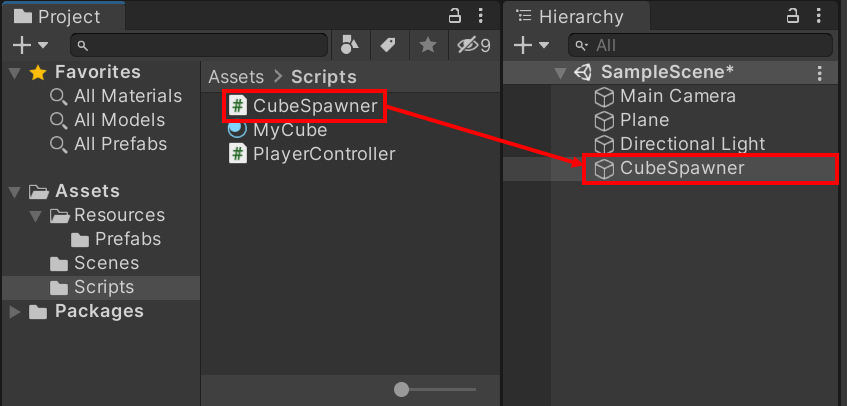 Project
9
Favorites
All Materials
All Models
All Prefabs
Assets
Resources
Prefabs
Scenes
Scripts
Packages
Assets > Scripts
CubeSpawner
MyCube
PlayerController
Hierarchy
All
SampleScene*
Main Camera
Plane
Directional Light
CubeSpawner